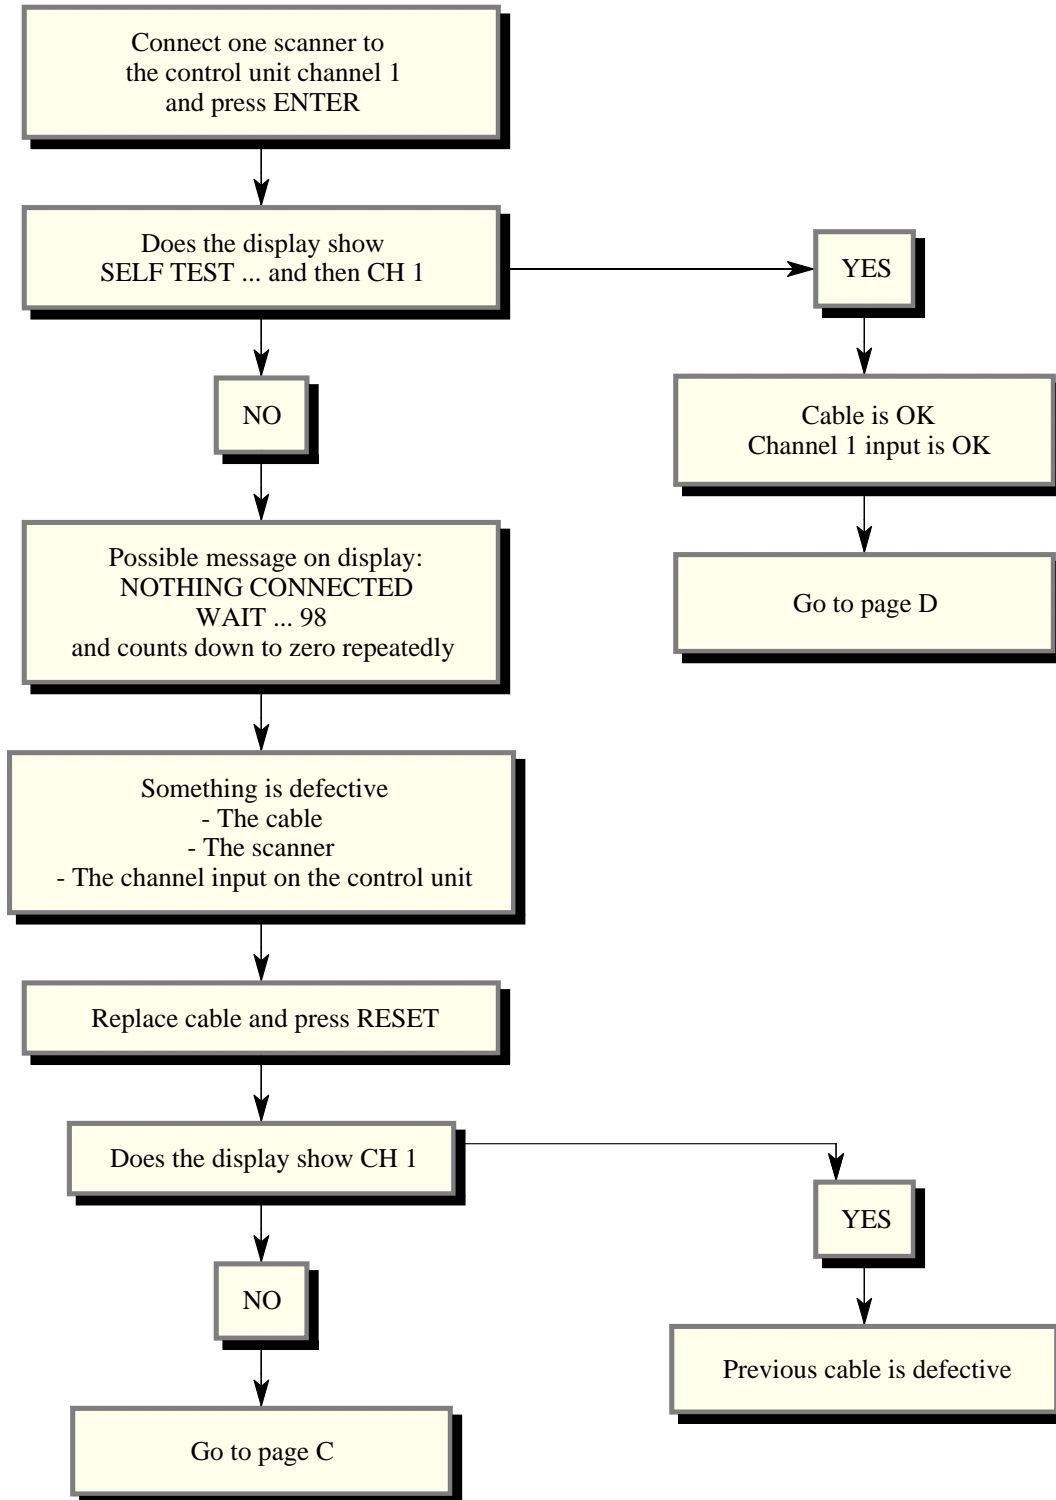 Connect one scanner to
the control unit channel 1
and press ENTER
Does the display show
SELF TEST ... and then CH 1
YES
NO
Cable is OK
Channel 1 input is OK
Possible message on display:
NOTHING CONNECTED
WAIT ... 98
and counts down to zero repeatedly
Go to page D
Something is defective
- The cable
- The scanner
- The channel input on the control unit
Replace cable and press RESET
Does the display show CH 1
YES
NO
Previous cable is defective
Go to page C